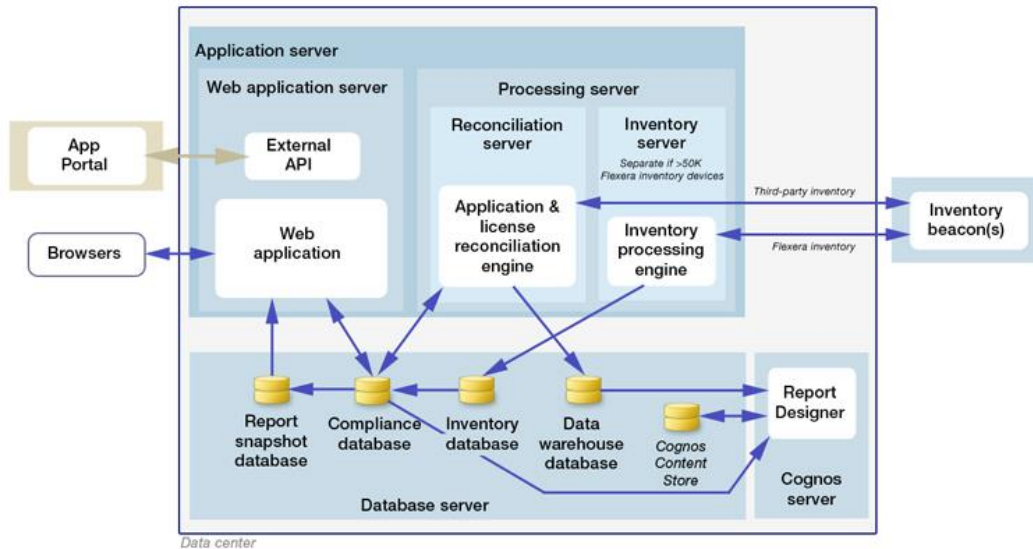 Application server
Web application server
Processing server
Reconciliation
server
Inventory
server
Separate if >50K
Flexera inventory devices
App
Portal
External
API
Third-party inventory
Browsers
Web
application
Application &
license
reconciliation
engine
Inventory
processing
engine
Inventory
beacon(s)
Flexera inventory
Report
snapshot
database
Compliance
database
Inventory
database
Data
warehouse
database
Cognos
Content
Store
Report
Designer
Database server
Cognos
server
Data center